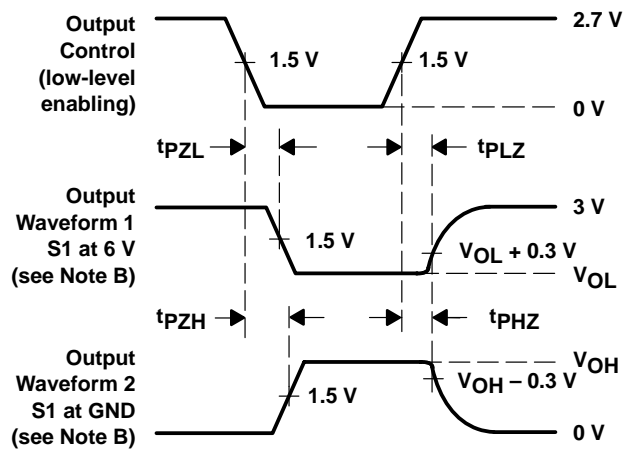 Output
Control
(low-level
enabling)
2.7 V
1.5 V
1.5 V
0 V
tPZL
tPLZ
Output
Waveform 1
S1 at 6 V
(see Note B)
3 V
1.5 V
VOL + 0.3 V
VOL
tPZH
tPHZ
Output
Waveform 2
S1 at GND
(see Note B)
VOH
1.5 V
VOH – 0.3 V
0 V